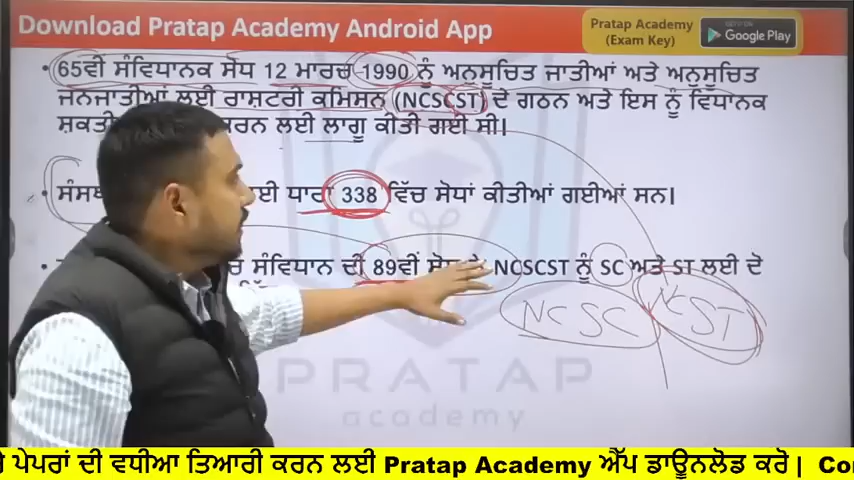 Download Pratap Academy Android App
Pratap Academy
(Exam Key)
GET IT ON
Google Play
• 65ਵੀਂ ਸੰਵਿਧਾਨਕ ਸੋਧ 12 ਮਾਰਚ 1990 ਨੂੰ ਅਨੁਸੂਚਿਤ ਜਾਤੀਆਂ ਅਤੇ ਅਨੁਸੂਚਿਤ
ਜਨਜਾਤੀਆਂ ਲਈ ਰਾਸ਼ਟਰੀ ਕਮਿਸ਼ਨ (NCSCST) ਦੇ ਗਠਨ ਅਤੇ ਇਸ ਨੂੰ ਵਿਧਾਨਕ
ਸ਼ਕਤੀ ਕਰਨ ਲਈ ਲਾਗੂ ਕੀਤੀ ਗਈ ਸੀ।
• ਧਾਰਾ 338 ਵਿੱਚ ਸੋਧਾਂ ਕੀਤੀਆਂ ਗਈਆਂ ਸਨ।
• ਸੰਵਿਧਾਨ ਦੀ 89ਵੀਂ NCSCST ਨੂੰ SC ਅਤੇ ST ਲਈ ਦੋ
NCSC NCST
PRATAP
academy
ਪੇਪਰਾਂ ਦੀ ਵਧੀਆ ਤਿਆਰੀ ਕਰਨ ਲਈ Pratap Academy ਐੱਪ ਡਾਊਨਲੋਡ ਕਰੋ |